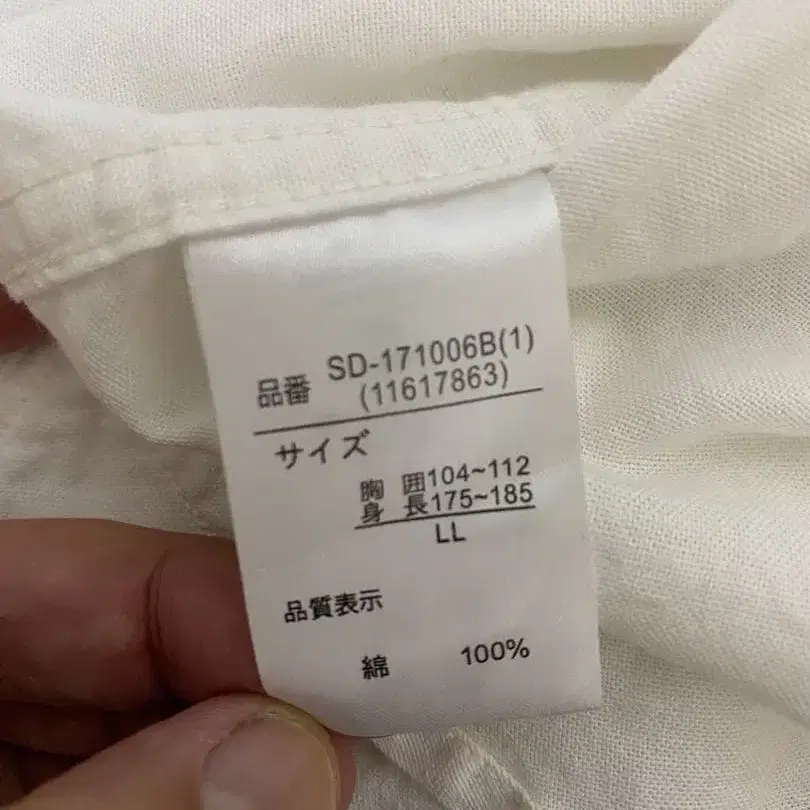 品番 SD-171006B(1)
(11617863)
サイズ
胸 囲104~112
身 長175~185
LL
品質表示
綿 100%